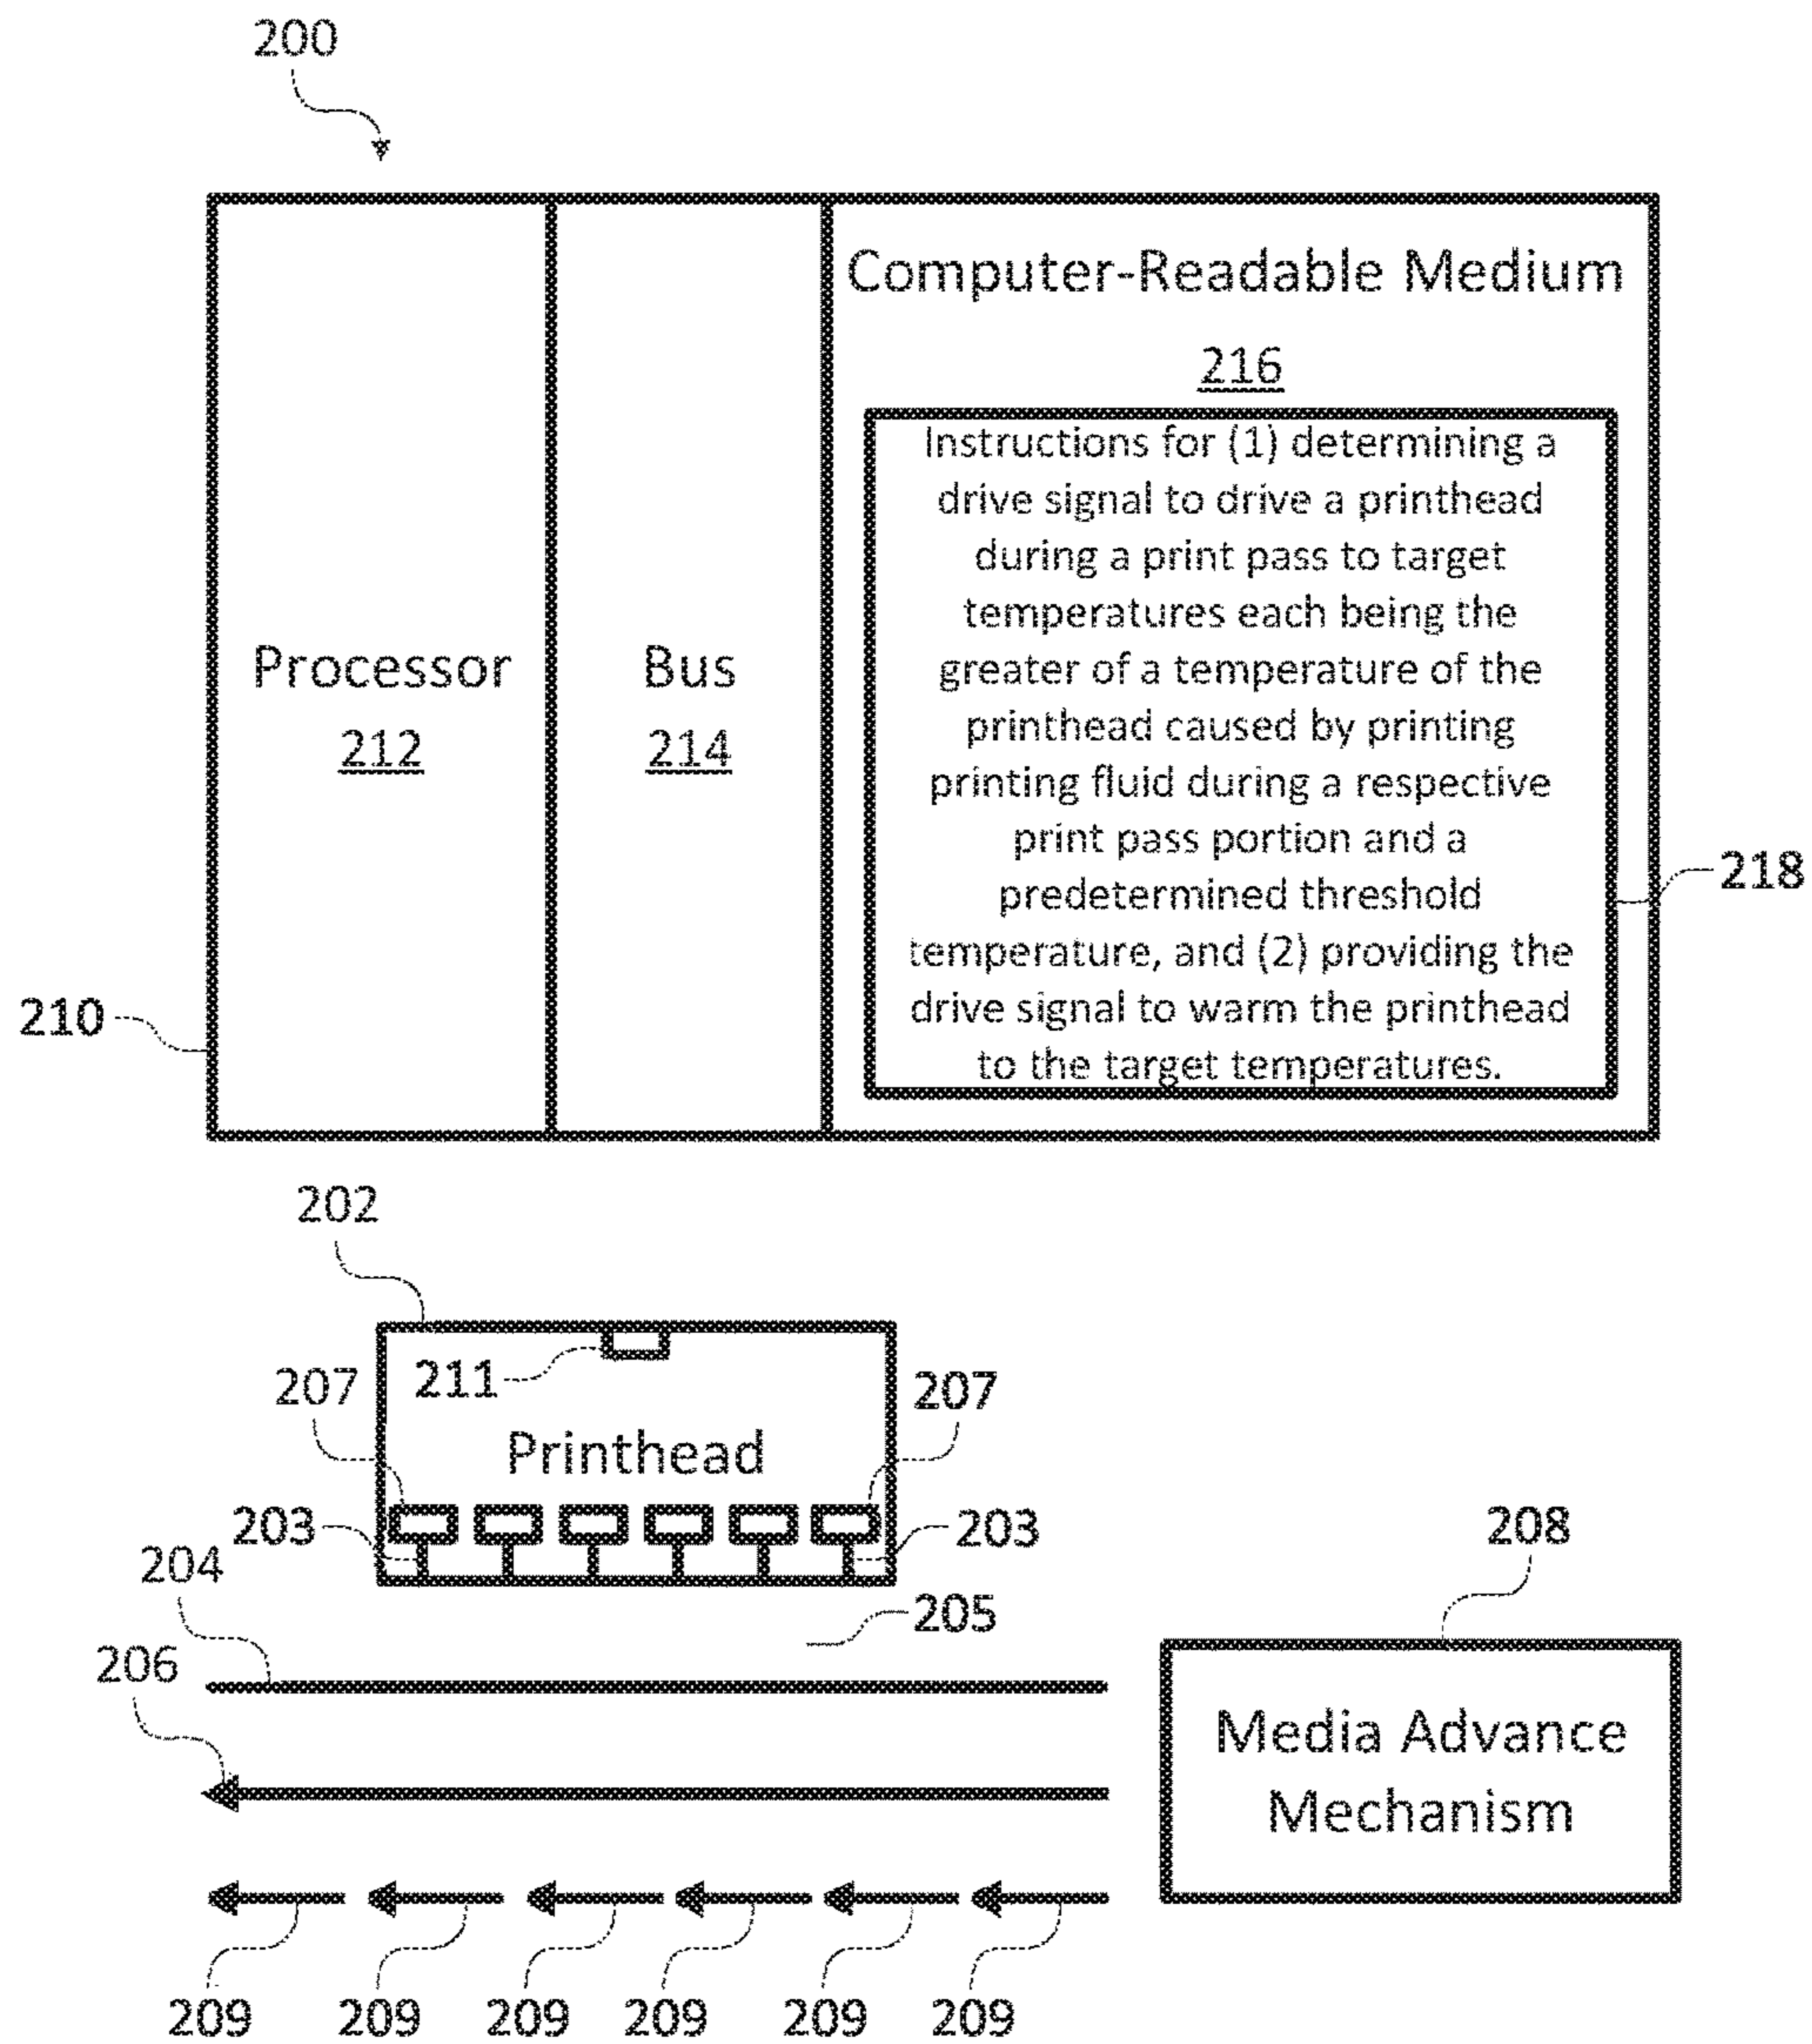 200
Computer-Readable Medium
216
Instructions for (1) determining a
drive signal to drive a printhead
during a print pass to target
temperatures each being the
greater of a temperature of the
printhead caused by printing
printing fluid during a respective
print pass portion and a
predetermined threshold
temperature, and (2) providing the
drive signal to warm the printhead
to the target temperatures.
Processor
212
Bus
214
218
210
202
207
211
207
Printhead
203
203
204
205
206
208
Media Advance
Mechanism
209
209
209
209
209
209